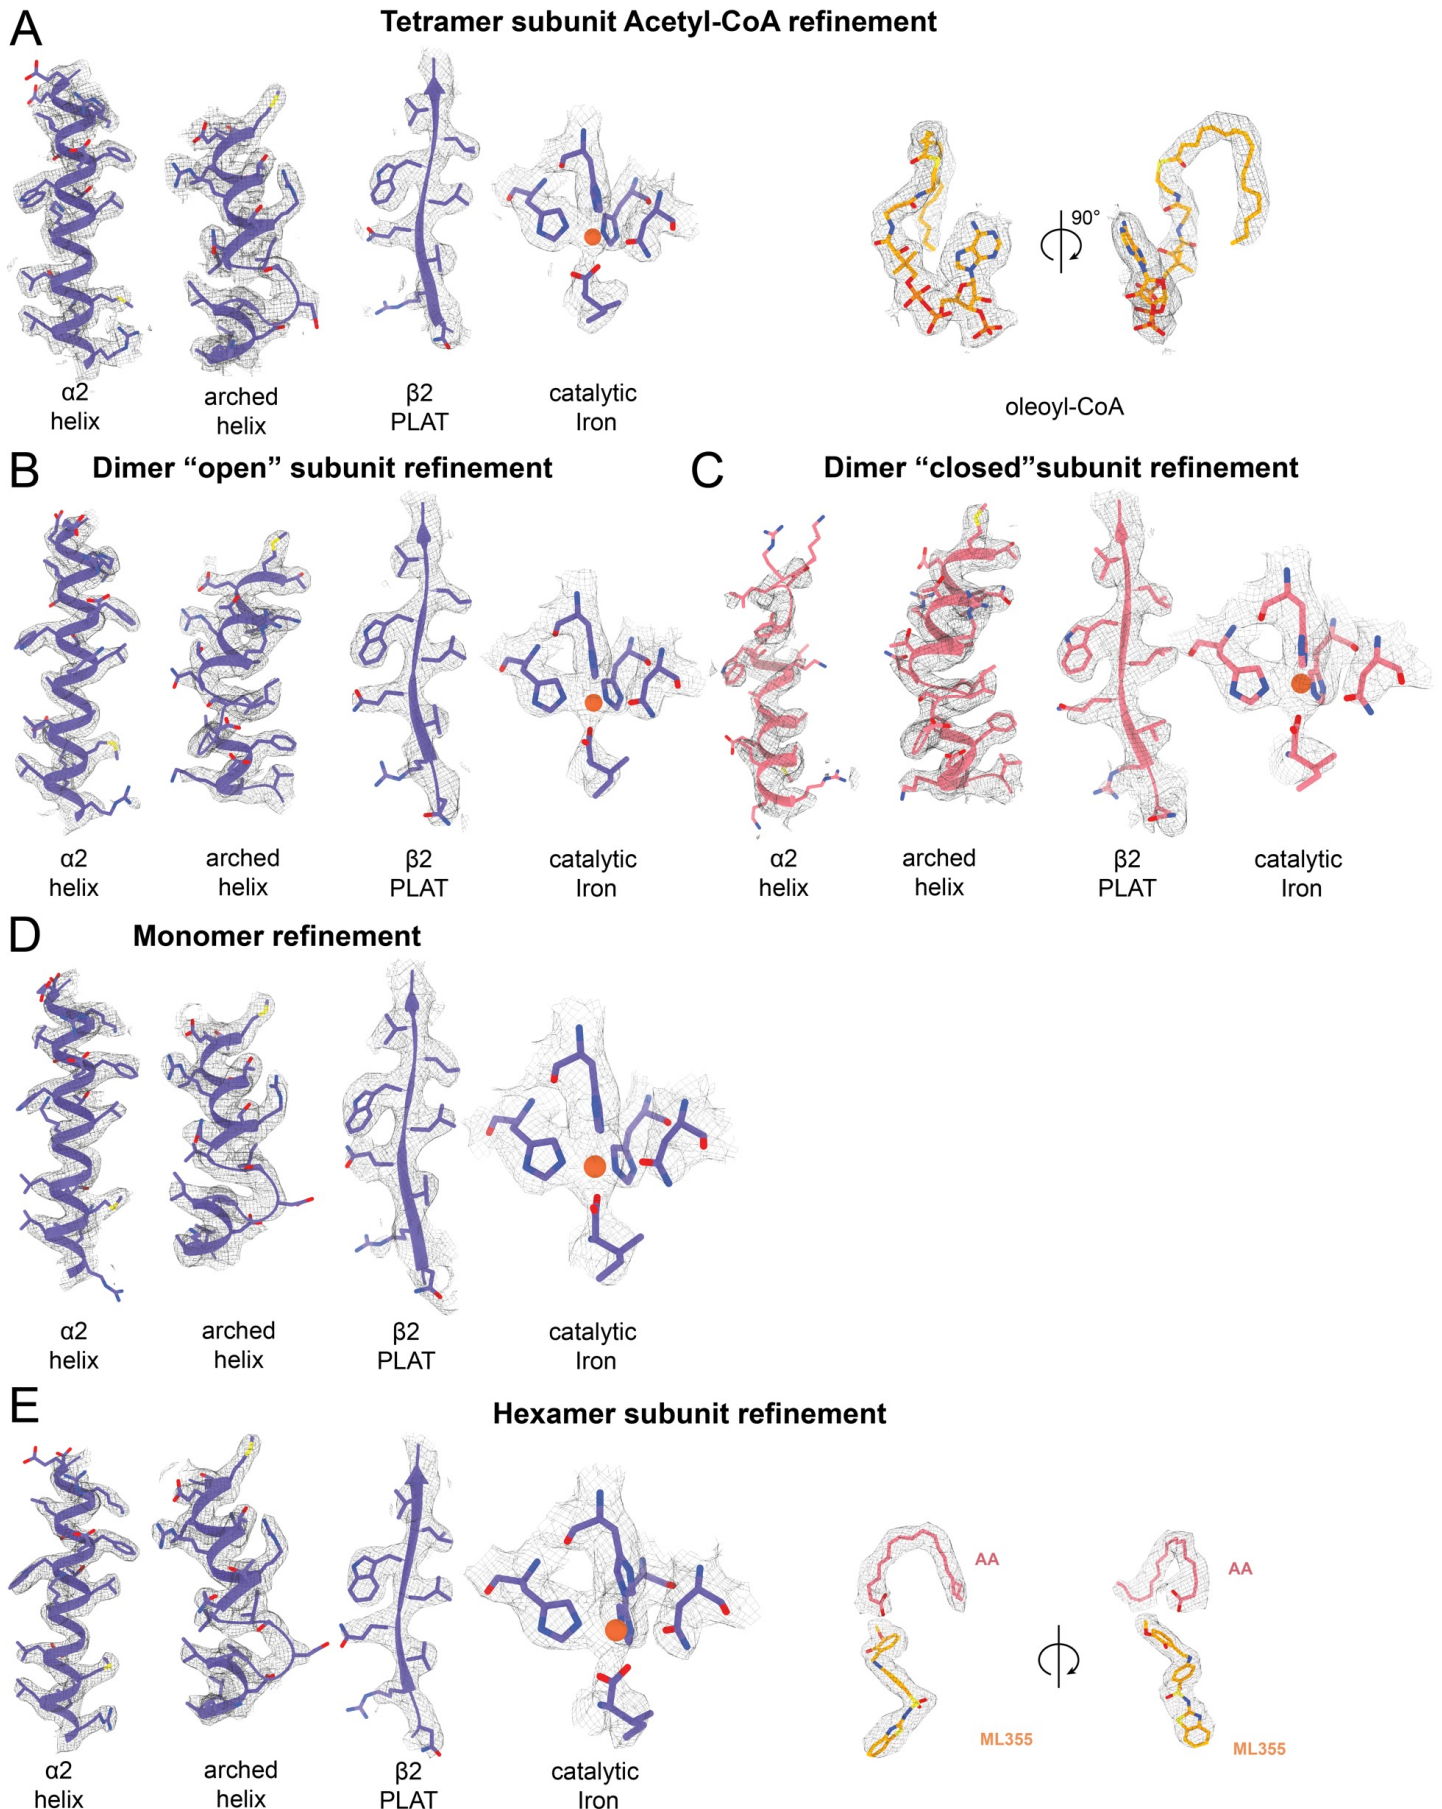 A
Tetramer subunit Acetyl-CoA refinement
90°
α2
helix
arched
helix
β2
PLAT
catalytic
Iron
oleoyl-CoA
B
Dimer “open” subunit refinement
α2
helix
arched
helix
β2
PLAT
catalytic
Iron
C
Dimer “closed”subunit refinement
α2
helix
arched
helix
β2
PLAT
catalytic
Iron
D
Monomer refinement
α2
helix
arched
helix
β2
PLAT
catalytic
Iron
E
Hexamer subunit refinement
AA
AA
ML355
ML355
α2
helix
arched
helix
β2
PLAT
catalytic
Iron